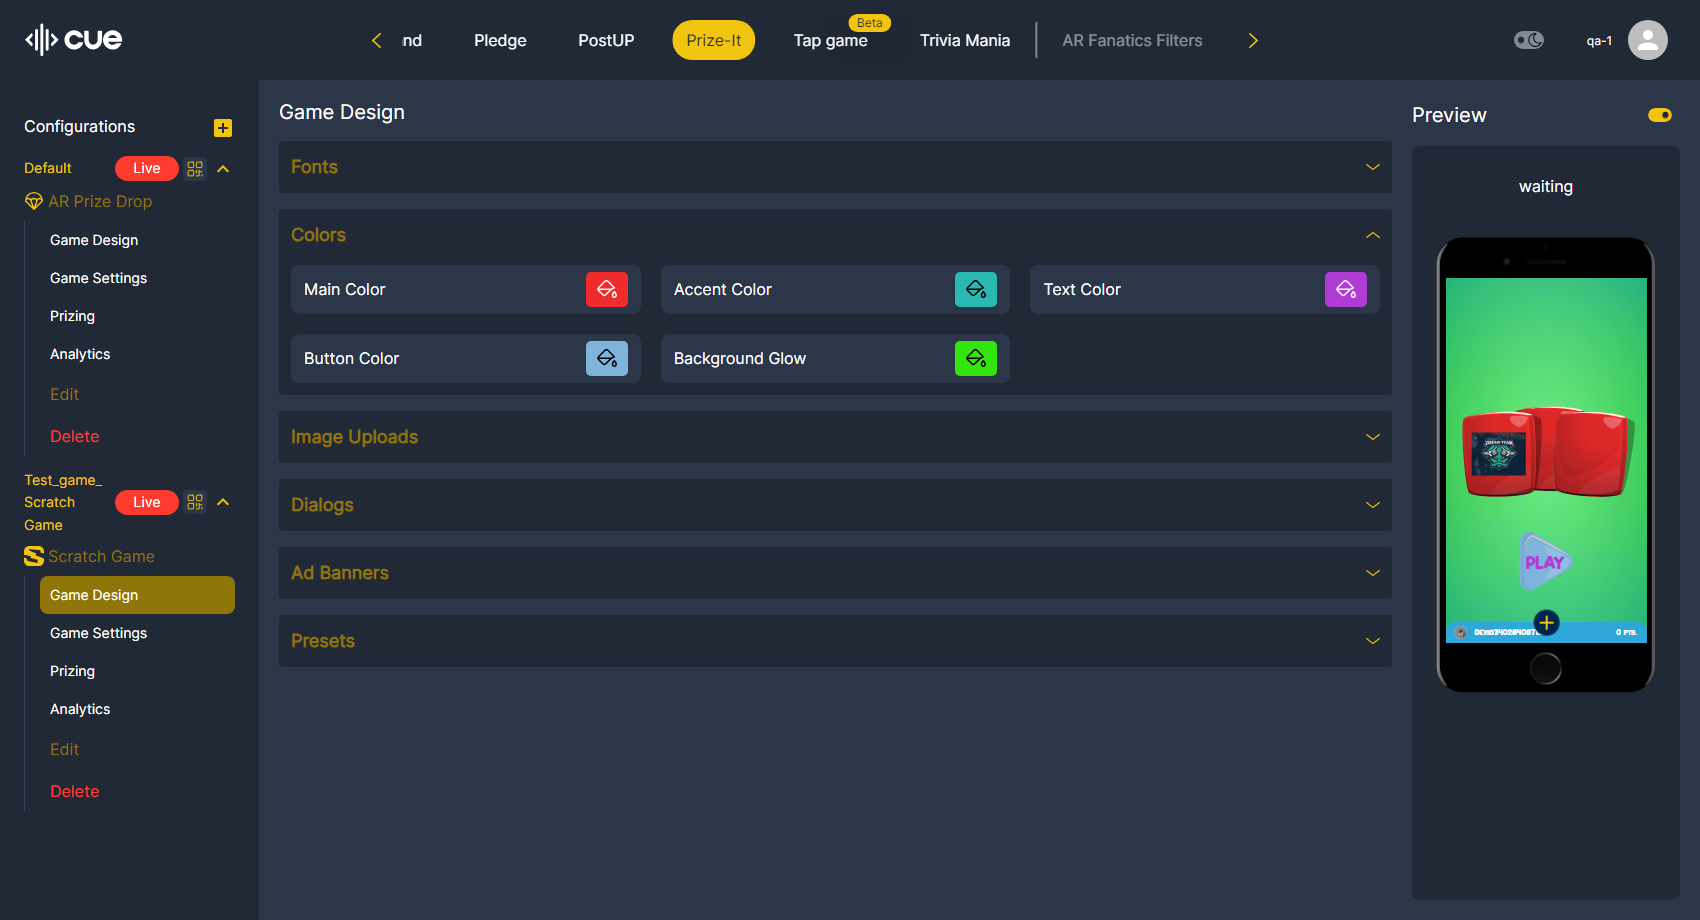 cue
nd
Pledge
PostUP
Prize-It
Beta
Tap game
Trivia Mania
AR Fanatics Filters
qa-1
Configurations
Default
Live
AR Prize Drop
Game Design
Game Settings
Prizing
Analytics
Edit
Delete
Test_game_
Scratch
Game
Live
Scratch Game
Game Design
Game Settings
Prizing
Analytics
Edit
Delete
Game Design
Fonts
Colors
Main Color
Accent Color
Text Color
Button Color
Background Glow
Image Uploads
Dialogs
Ad Banners
Presets
Preview
waiting
PLAY
0 PTS.